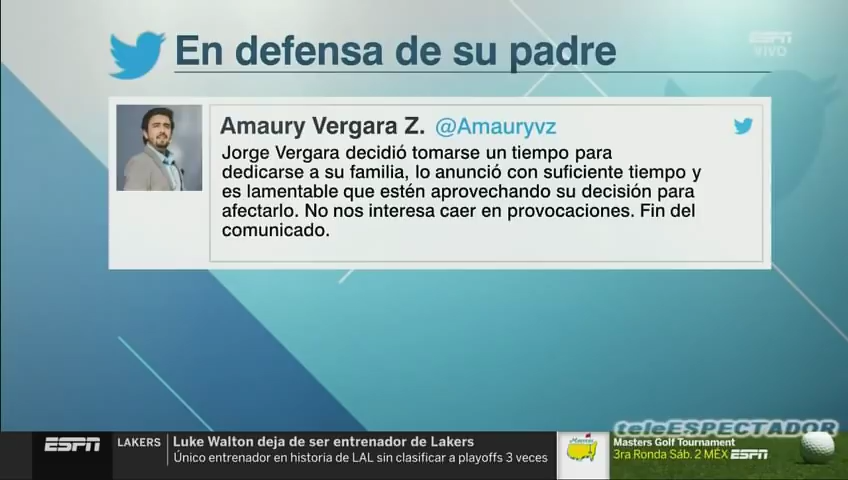 En defensa de su padre
ESPN
VIVO
Amaury Vergara Z. @Amauryvz
Jorge Vergara decidió tomarse un tiempo para
dedicarse a su familia, lo anunció con suficiente tiempo y
es lamentable que estén aprovechando su decisión para
afectarlo. No nos interesa caer en provocaciones. Fin del
comunicado.
teleESPECTADOR
ESPN
LAKERS
Luke Walton deja de ser entrenador de Lakers
Único entrenador en historia de LAL sin clasificar a playoffs 3 veces
Masters
Masters Golf Tournament
3ra Ronda Sáb. 2 MÉX ESPN